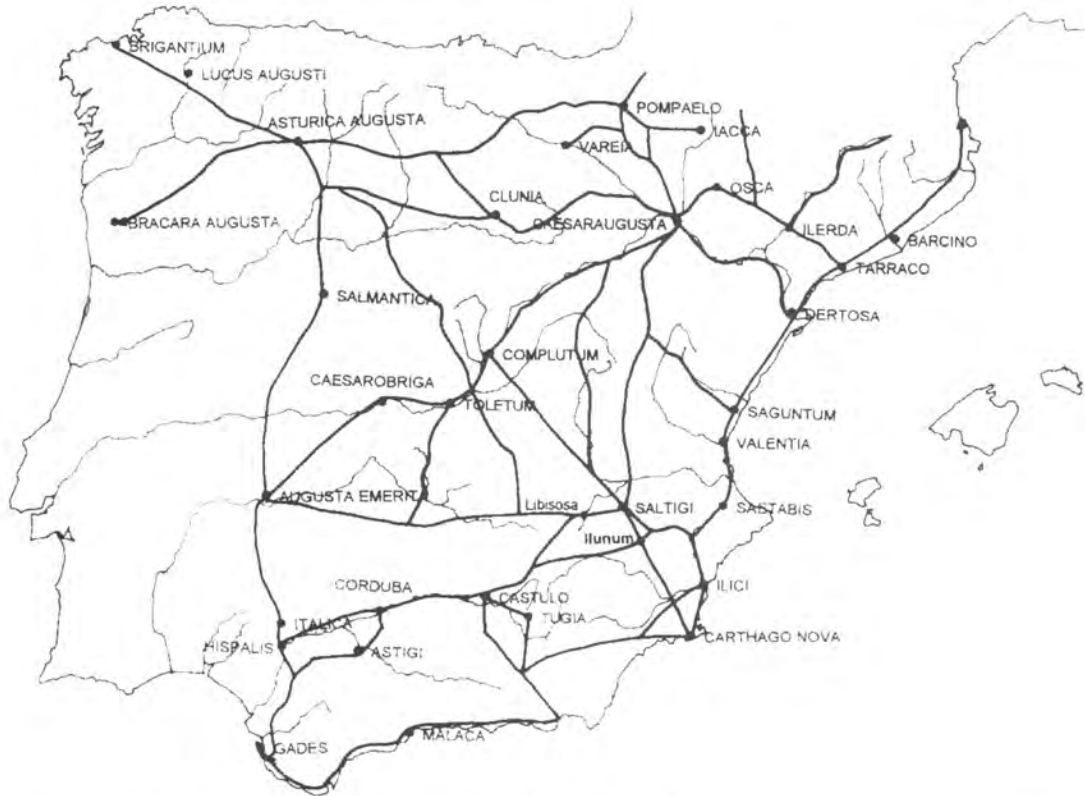 BRIGANTIUM
LUCUS AUGUSTI
POMPAELO
ASTURICA AUGUSTA
IACCA
VAREIA
OSCA
CLUNIA
BRACARA AUGUSTA
CAESARAUGUSTA
ILERDA
BARCINO
TARRACO
SALMANTICA
DERTOSA
COMPLUTUM
CAESAROBRIGA
TOLETUM
SAGUNTUM
VALENTIA
AUGUSTA EMERIT
Libisosa
SALTIGI
SASTABIS
Ilunum
CORDUBA
CASTULO
ILICI
ITALICA
TUGIA
HISPALIS
ASTIGI
CARTHAGO NOVA
GADES
MALACA